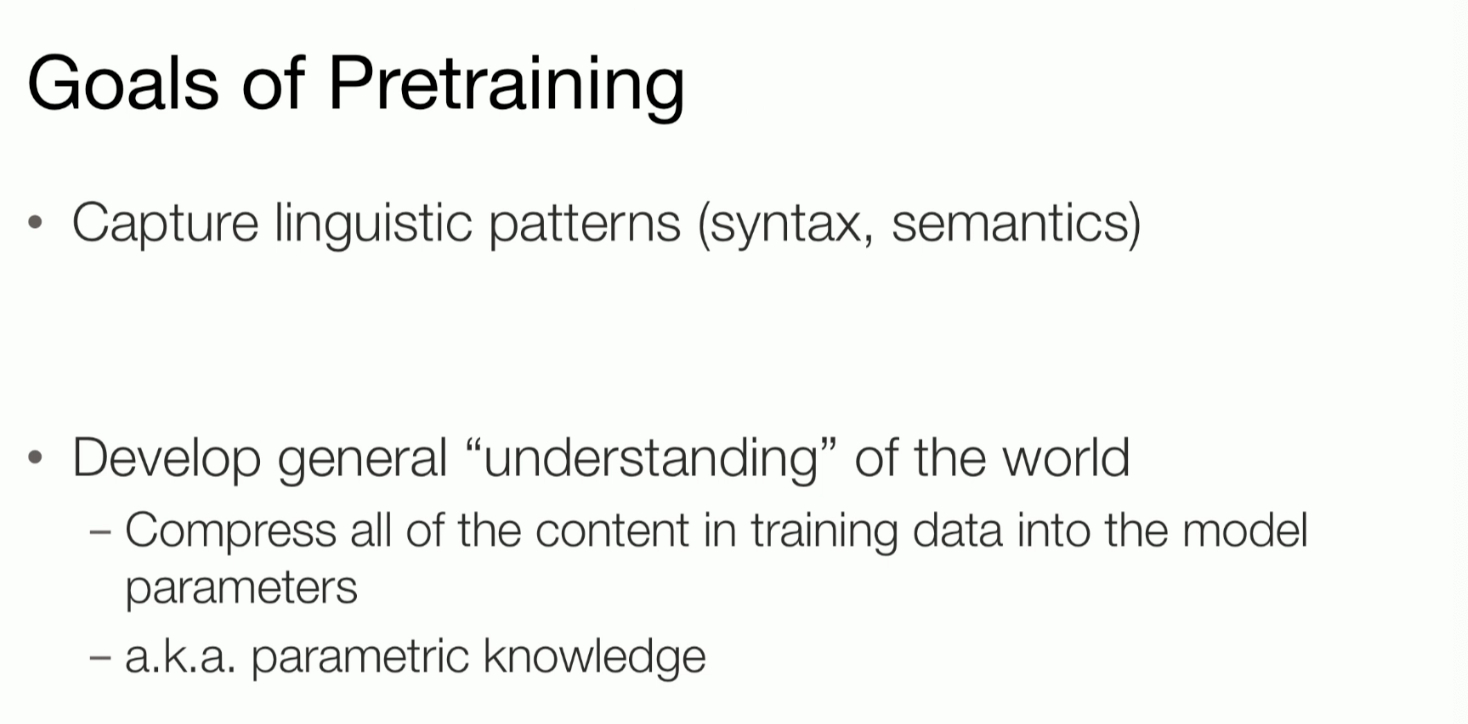 Goals of Pretraining
• Capture linguistic patterns (syntax, semantics)
• Develop general “understanding” of the world
– Compress all of the content in training data into the model
parameters
– a.k.a. parametric knowledge